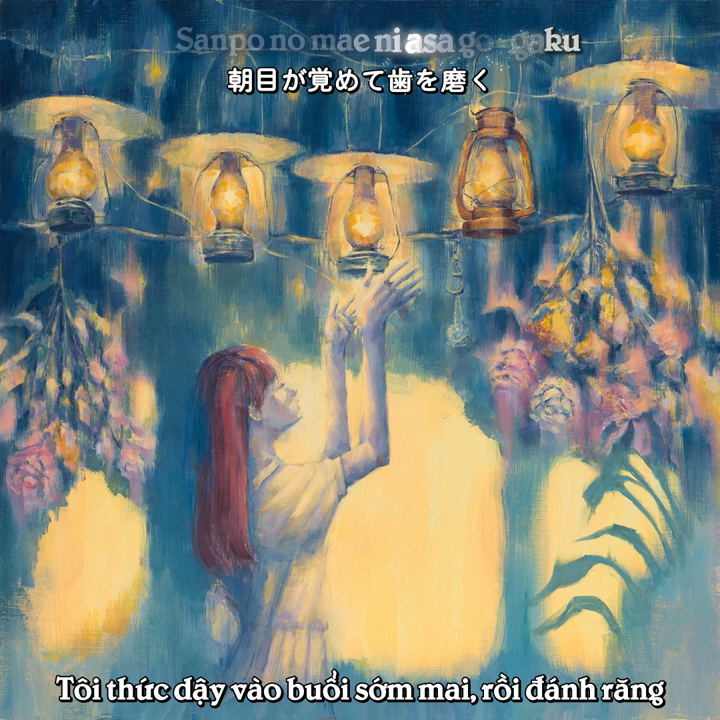 Sanpo no mae ni asa go ku
朝目が覚めて歯を磨く
Tôi thức dậy vào buổi sớm mai, rồi đánh răng